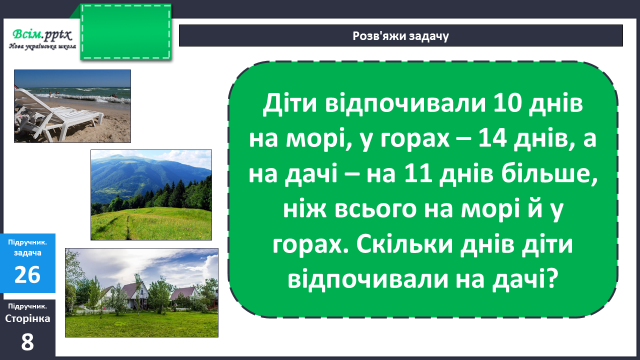 Всім.pptx
Нова українська школа
Розв'яжи задачу
Діти відпочивали 10 днів
на морі, у горах – 14 днів, а
на дачі – на 11 днів більше,
ніж всього на морі й у
горах. Скільки днів діти
відпочивали на дачі?
Підручник.
задача
26
Підручник.
Сторінка
8